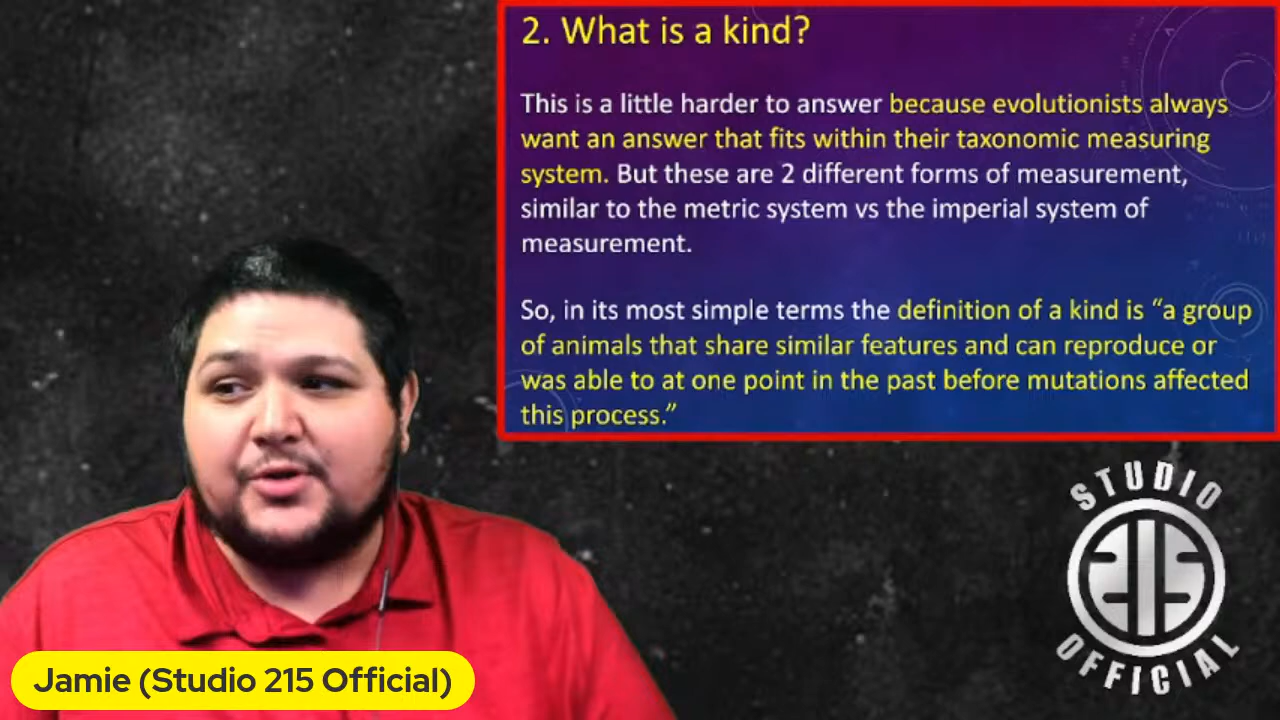 2. What is a kind?
This is a little harder to answer because evolutionists always
want an answer that fits within their taxonomic measuring
system. But these are 2 different forms of measurement,
similar to the metric system vs the imperial system of
measurement.
So, in its most simple terms the definition of a kind is “a group
of animals that share similar features and can reproduce or
was able to at one point in the past before mutations affected
this process.”
STUDIO
215
OFFICIAL
Jamie (Studio 215 Official)